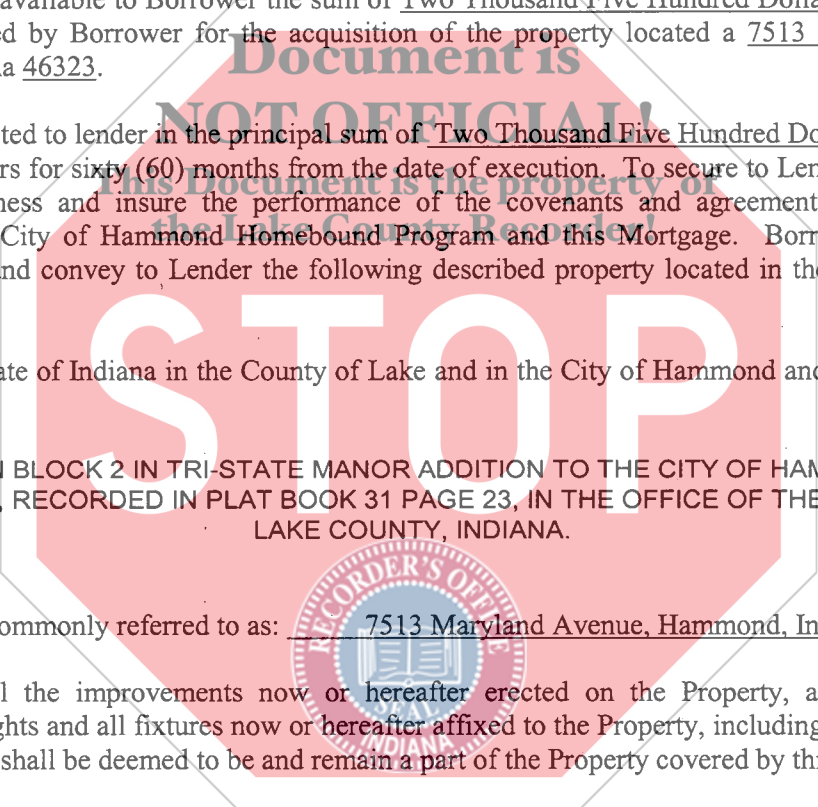 available to Borrower the sum of Two Thousand Five Hundred Dolla
ed by Borrower for the acquisition of the property located a 7513
a 46323.
Document is
NOT OFFICIAL!
ted to lender in the principal sum of Two Thousand Five Hundred Do
rs for sixty (60) months from the date of execution. To secure to Len
This Document is the property of
ness and insure the performance of the covenants and agreement
the Lake County Recorder!
City of Hammond Homebound Program and this Mortgage. Borr
nd convey to Lender the following described property located in the
STOP
ate of Indiana in the County of Lake and in the City of Hammond and
N BLOCK 2 IN TRI-STATE MANOR ADDITION TO THE CITY OF HAM
, RECORDED IN PLAT BOOK 31 PAGE 23, IN THE OFFICE OF THE
LAKE COUNTY, INDIANA.
RECORDER'S OFFICE
ommonly referred to as: 7513 Maryland Avenue, Hammond, In
SEAL
INDIANA
l the improvements now or hereafter erected on the Property, a
ghts and all fixtures now or hereafter affixed to the Property, including
shall be deemed to be and remain a part of the Property covered by thi